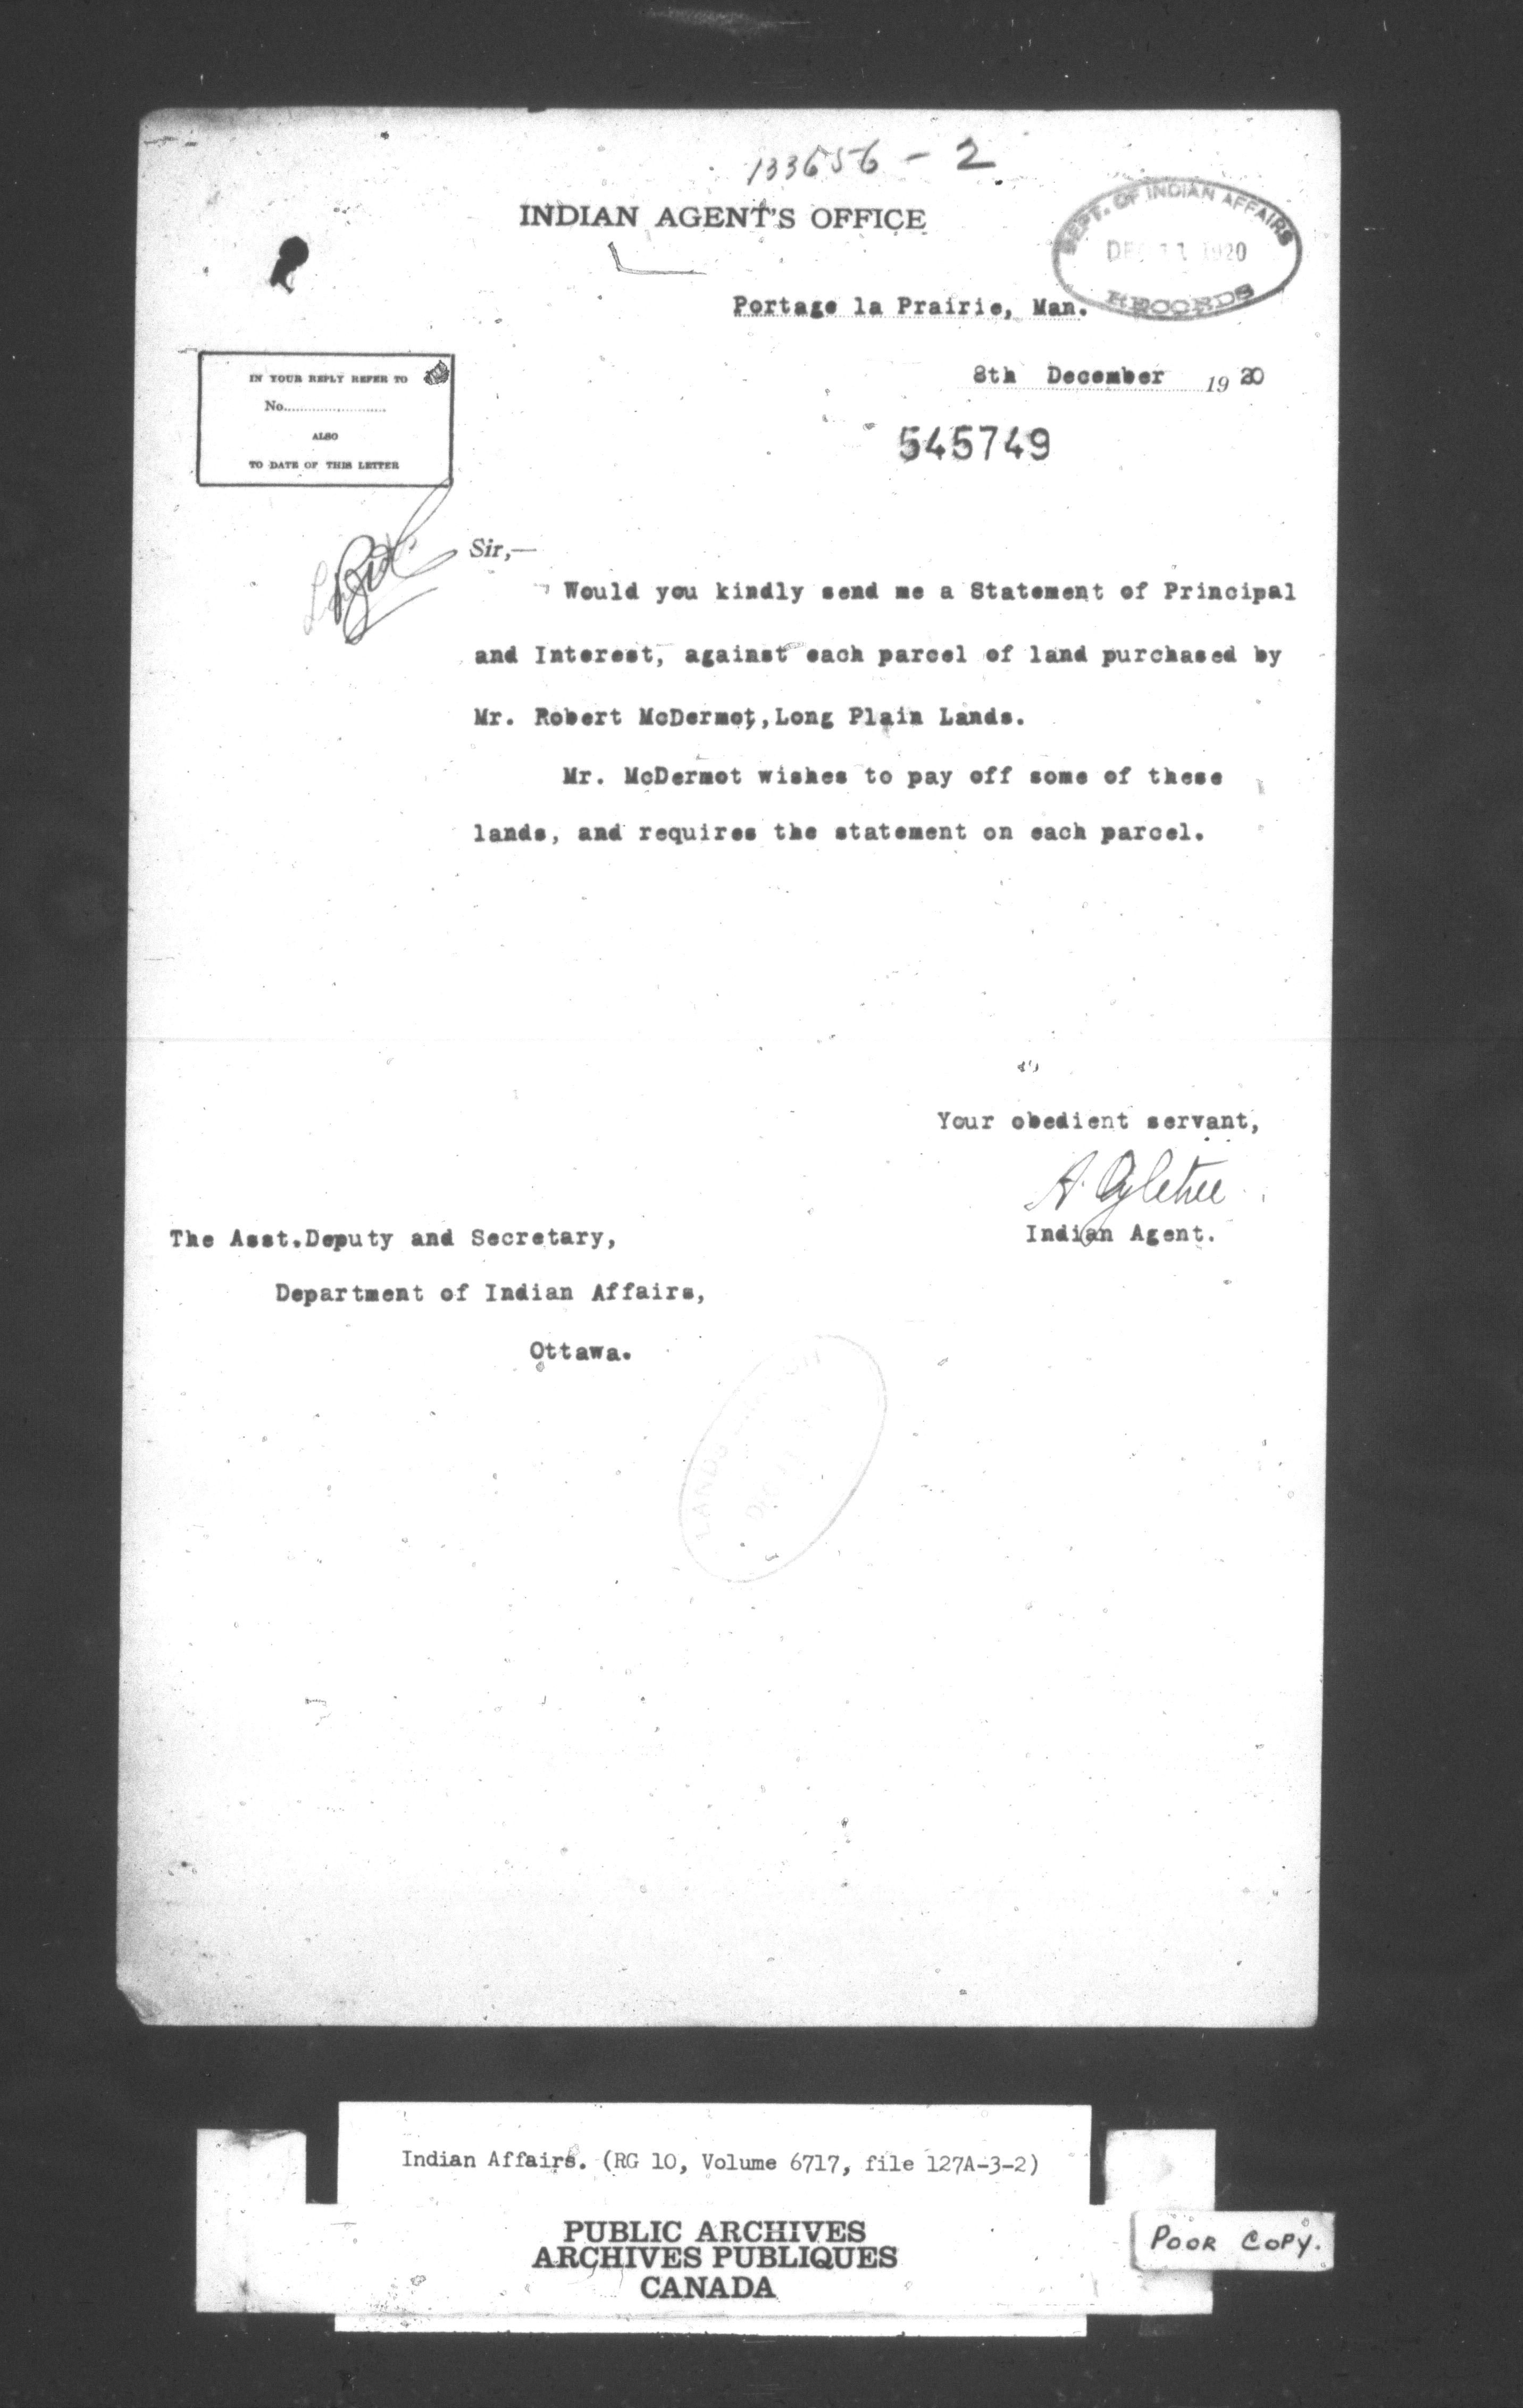 133656 - 2
INDIAN AGENT'S OFFICE
DEPT. OF INDIAN AFFAIRS
DEC 11 1920
RECORDS
Portage la Prairie, Man.
8th December 1920
IN YOUR REPLY REFER TO
No.
ALSO
TO DATE OF THIS LETTER
545749
Sir,—
Would you kindly send me a Statement of Principal
and Interest, against each parcel of land purchased by
Mr. Robert McDermot, Long Plain Lands.
Mr. McDermot wishes to pay off some of these
lands, and requires the statement on each parcel.
Your obedient servant,
A. Ogletree
Indian Agent.
The Asst. Deputy and Secretary,
Department of Indian Affairs,
Ottawa.
LANDS
Indian Affairs. (RG 10, Volume 6717, file 127A-3-2)
PUBLIC ARCHIVES
ARCHIVES PUBLIQUES
CANADA
POOR COPY.